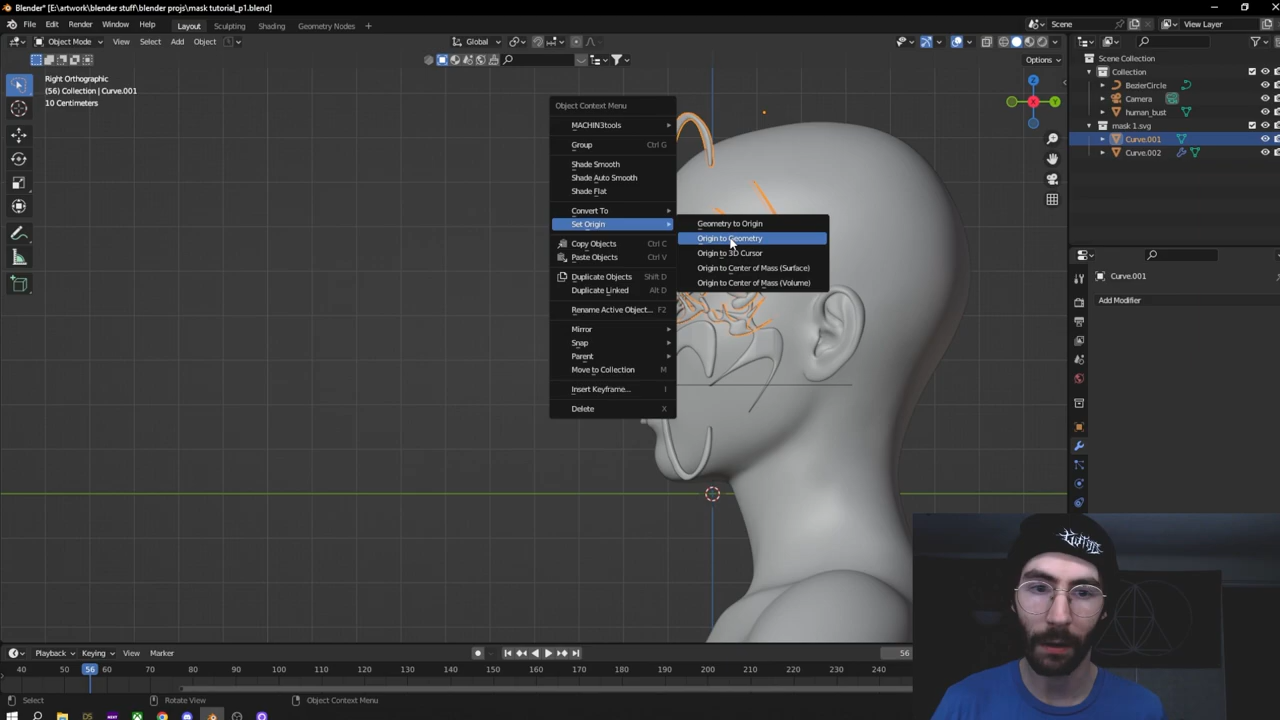 Blender* [E:\artwork\blender stuff\blender projs\mask tutorial_p1.blend]
File Edit Render Window Help Layout Sculpting Shading Geometry Nodes + Scene View Layer
Object Mode View Select Add Object Global
Options
Right Orthographic
(56) Collection | Curve.001
10 Centimeters
Object Context Menu
MACHIN3tools
Group Ctrl G
Shade Smooth
Shade Auto Smooth
Shade Flat
Convert To
Set Origin
Copy Objects Ctrl C
Paste Objects Ctrl V
Duplicate Objects Shift D
Duplicate Linked Alt D
Rename Active Object... F2
Mirror
Snap
Parent
Move to Collection M
Insert Keyframe... I
Delete X
Geometry to Origin
Origin to Geometry
Origin to 3D Cursor
Origin to Center of Mass (Surface)
Origin to Center of Mass (Volume)
Z
X
Y
Scene Collection
Collection
BezierCircle
Camera
human_bust
mask 1.svg
Curve.001
Curve.002
Curve.001
Add Modifier
Playback Keying View Marker 56
40 50 56 60 70 80 90 100 110 120 130 140 150 160 170 180 190 200 210 220 230 240
Select Rotate View Object Context Menu